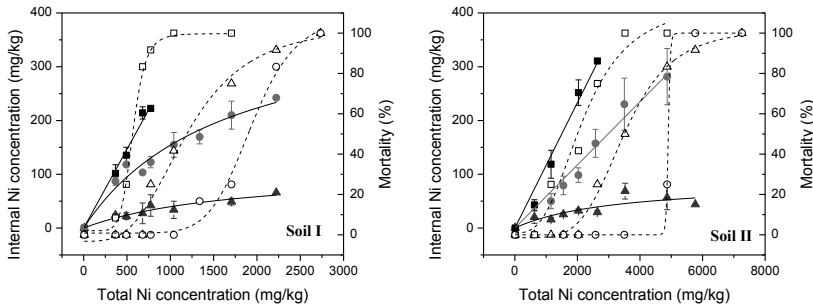 400
300
200
100
0
Internal Ni concentration (mg/kg)
100
80
60
40
20
0
Mortality (%)
Soil I
0 500 1000 1500 2000 2500 3000
Total Ni concentration (mg/kg)
400
300
200
100
0
Internal Ni concentration (mg/kg)
100
80
60
40
20
0
Mortality (%)
Soil II
0 2000 4000 6000 8000
Total Ni concentration (mg/kg)